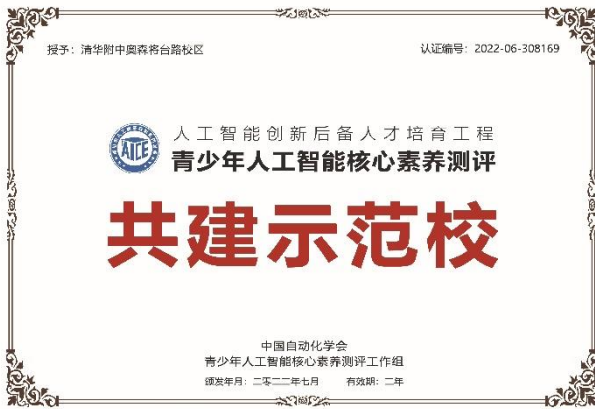 授予：清华附中奥森将台路校区
认证编号：2022-06-308169
AICE
人工智能创新后备人才培育工程
青少年人工智能核心素养测评
共建示范校
中国自动化学会
青少年人工智能核心素养测评工作组
颁发年月：二零二二年七月 有效期：二年